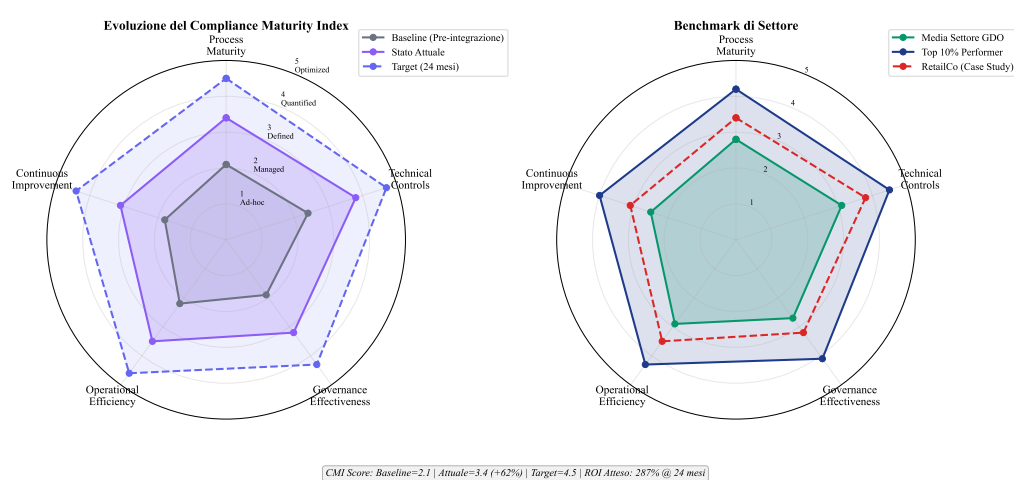 Evoluzione del Compliance Maturity Index
Process
Maturity
Baseline (Pre-integrazione)
Stato Attuale
Target (24 mesi)
5
Optimized
4
Quantified
3
Defined
2
Managed
1
Ad-hoc
Continuous
Improvement
Technical
Controls
Operational
Efficiency
Governance
Effectiveness
Benchmark di Settore
Process
Maturity
Media Settore GDO
Top 10% Performer
RetailCo (Case Study)
5
4
3
2
1
Continuous
Improvement
Technical
Controls
Operational
Efficiency
Governance
Effectiveness
CMI Score: Baseline=2.1 | Attuale=3.4 (+62%) | Target=4.5 | ROI Atteso: 287% @ 24 mesi